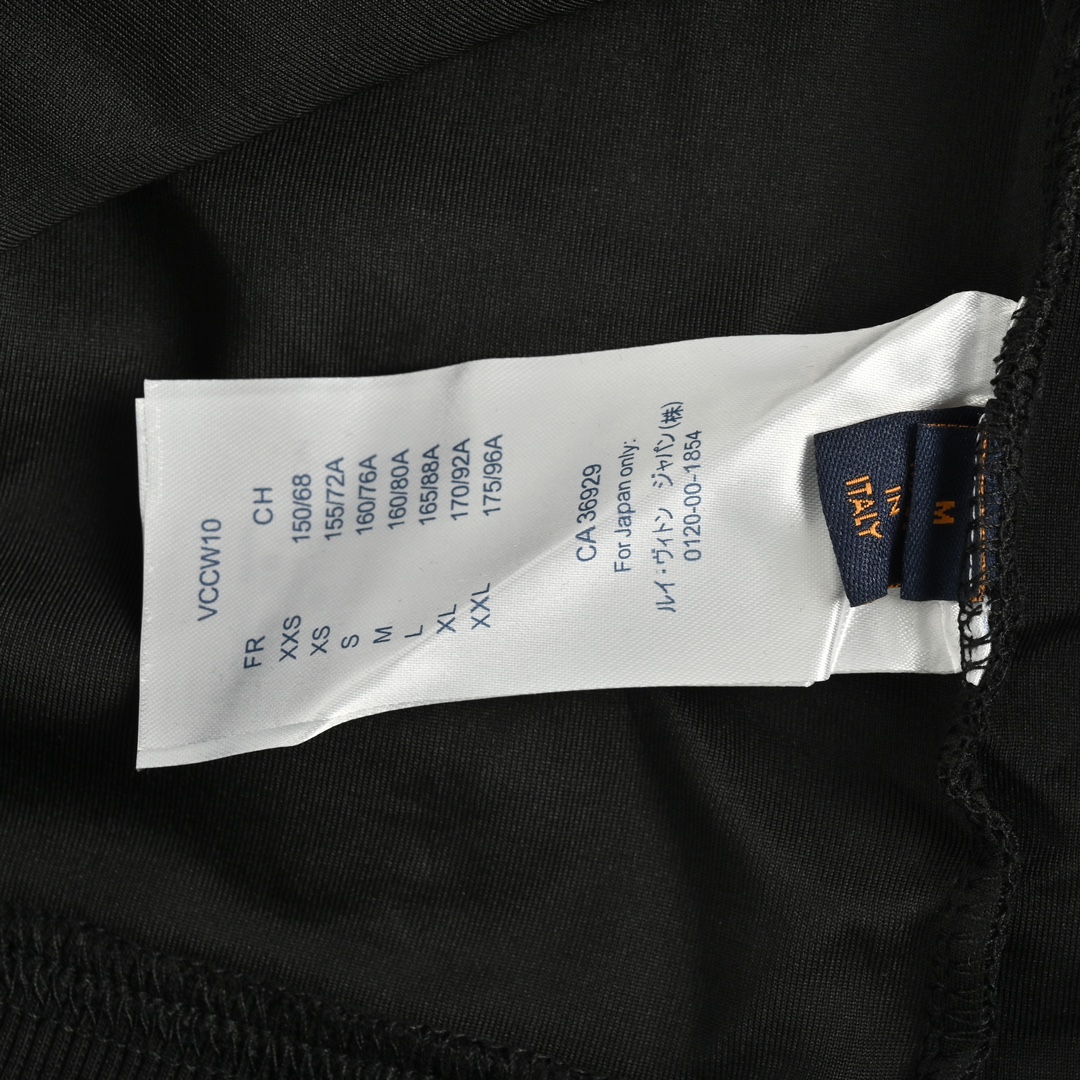 VCCW10
FR CH
XXS 150/68
XS 155/72A
S 160/76A
M 160/80A
L 165/88A
XL 170/92A
XXL 175/96A
CA 36929
For Japan only:
ルイ・ヴィトン ジャパン(株)
0120-00-1854
IN
ITALY
M